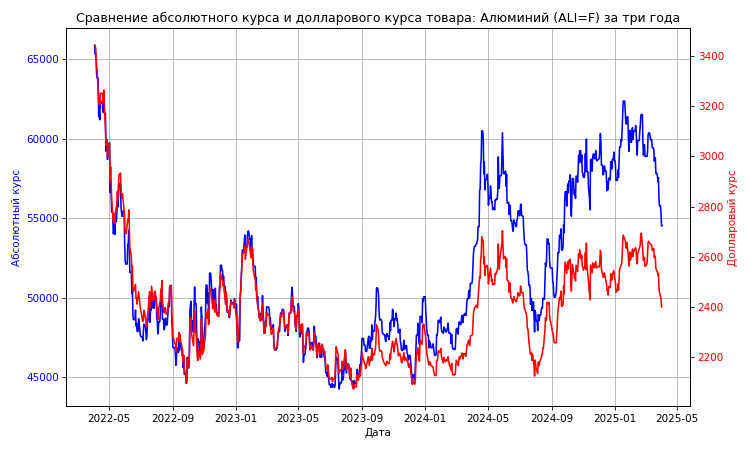 Сравнение абсолютного курса и долларового курса товара: Алюминий (ALI=F) за три года
Абсолютный курс
65000
60000
55000
50000
45000
Долларовый курс
3400
3200
3000
2800
2600
2400
2200
2022-05 2022-09 2023-01 2023-05 2023-09 2024-01 2024-05 2024-09 2025-01 2025-05
Дата